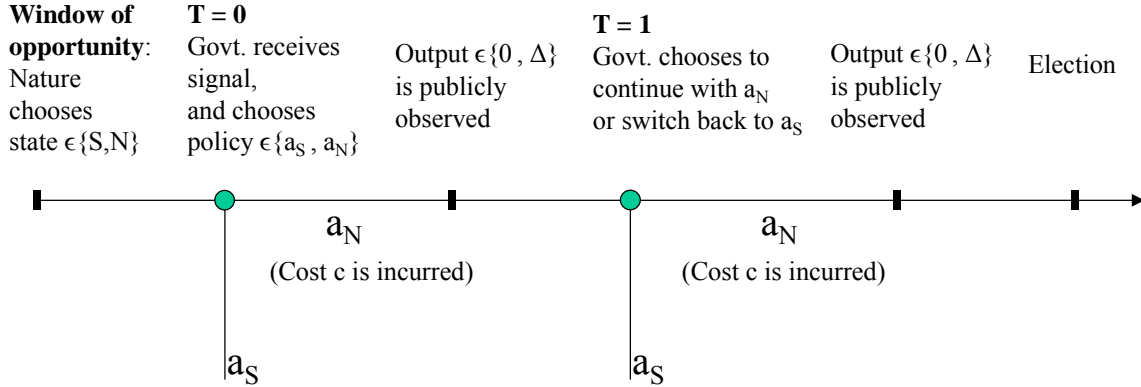 Window of
opportunity:
Nature
chooses
state ϵ{S,N}
T = 0
Govt. receives
signal,
and chooses
policy ϵ{aS , aN}
Output ϵ{0 , Δ}
is publicly
observed
T = 1
Govt. chooses to
continue with aN
or switch back to aS
Output ϵ{0 , Δ}
is publicly
observed
Election
aN
(Cost c is incurred)
aN
(Cost c is incurred)
aS
aS